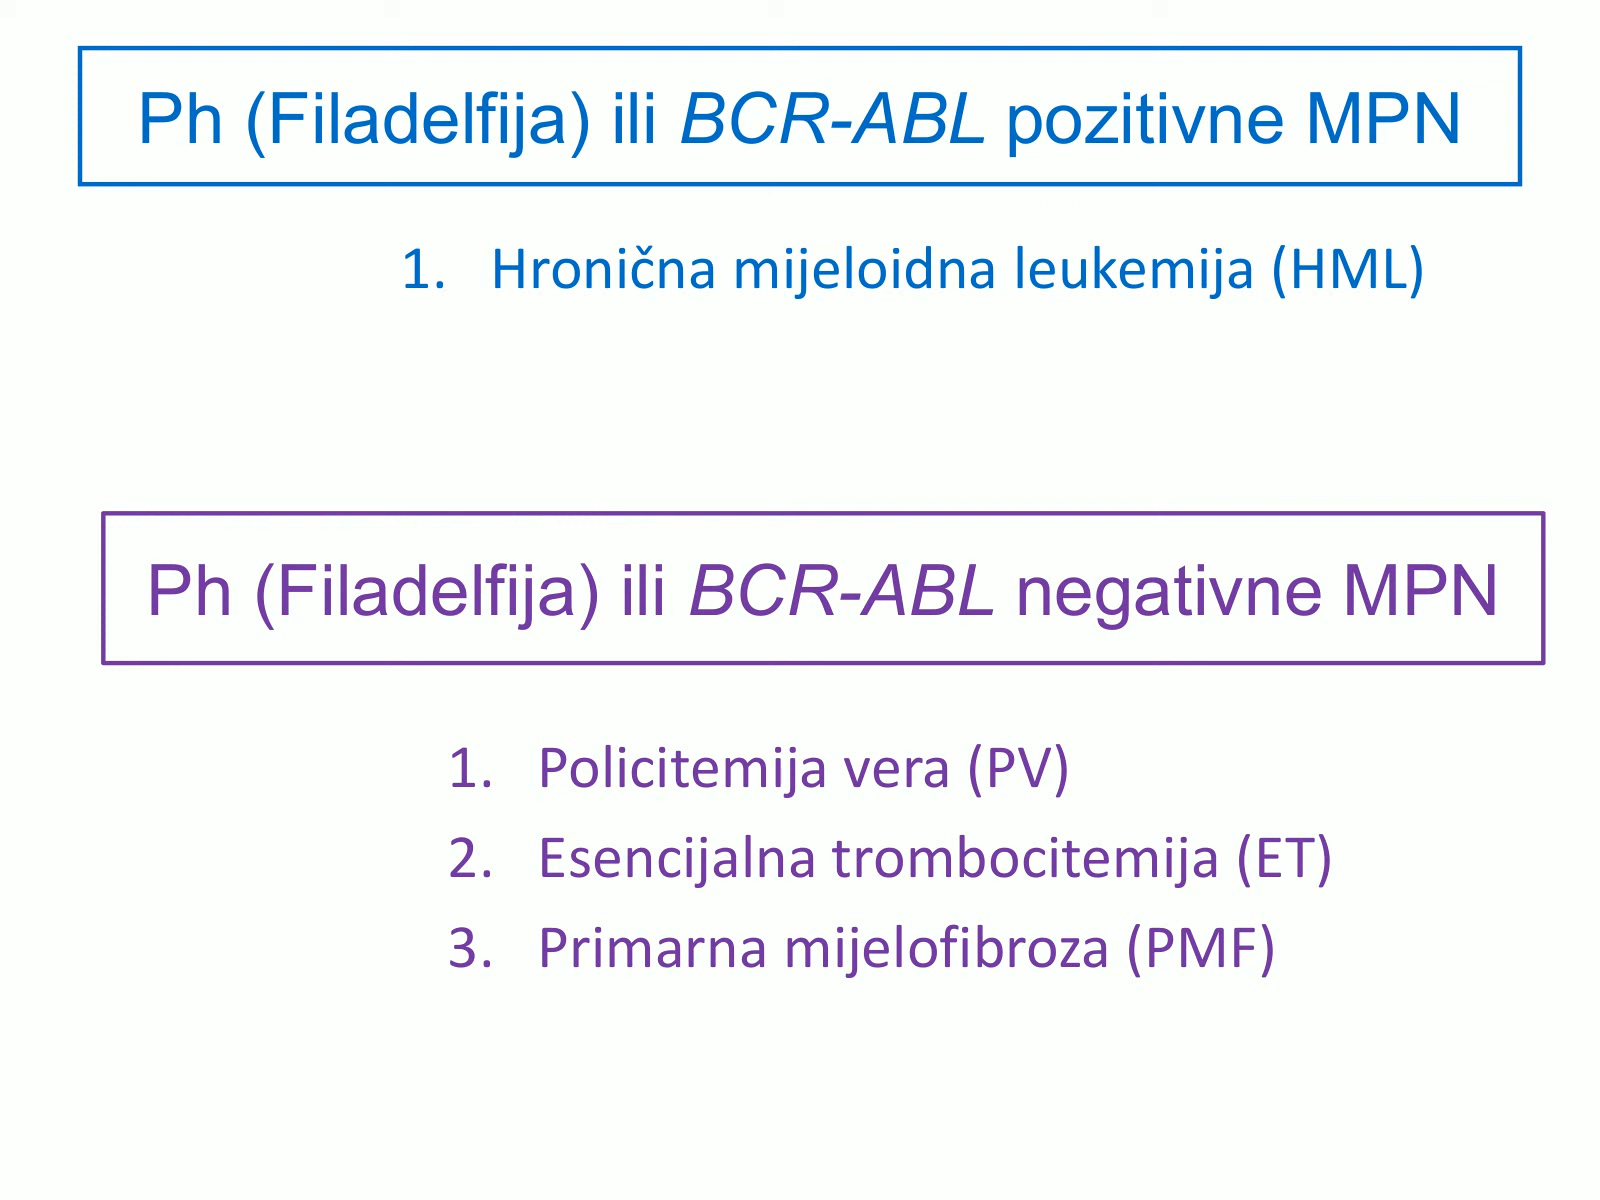 Ph (Filadelfija) ili BCR-ABL pozitivne MPN
1. Hronična mijeloidna leukemija (HML)
Ph (Filadelfija) ili BCR-ABL negativne MPN
1. Policitemija vera (PV)
2. Esencijalna trombocitemija (ET)
3. Primarna mijelofibroza (PMF)